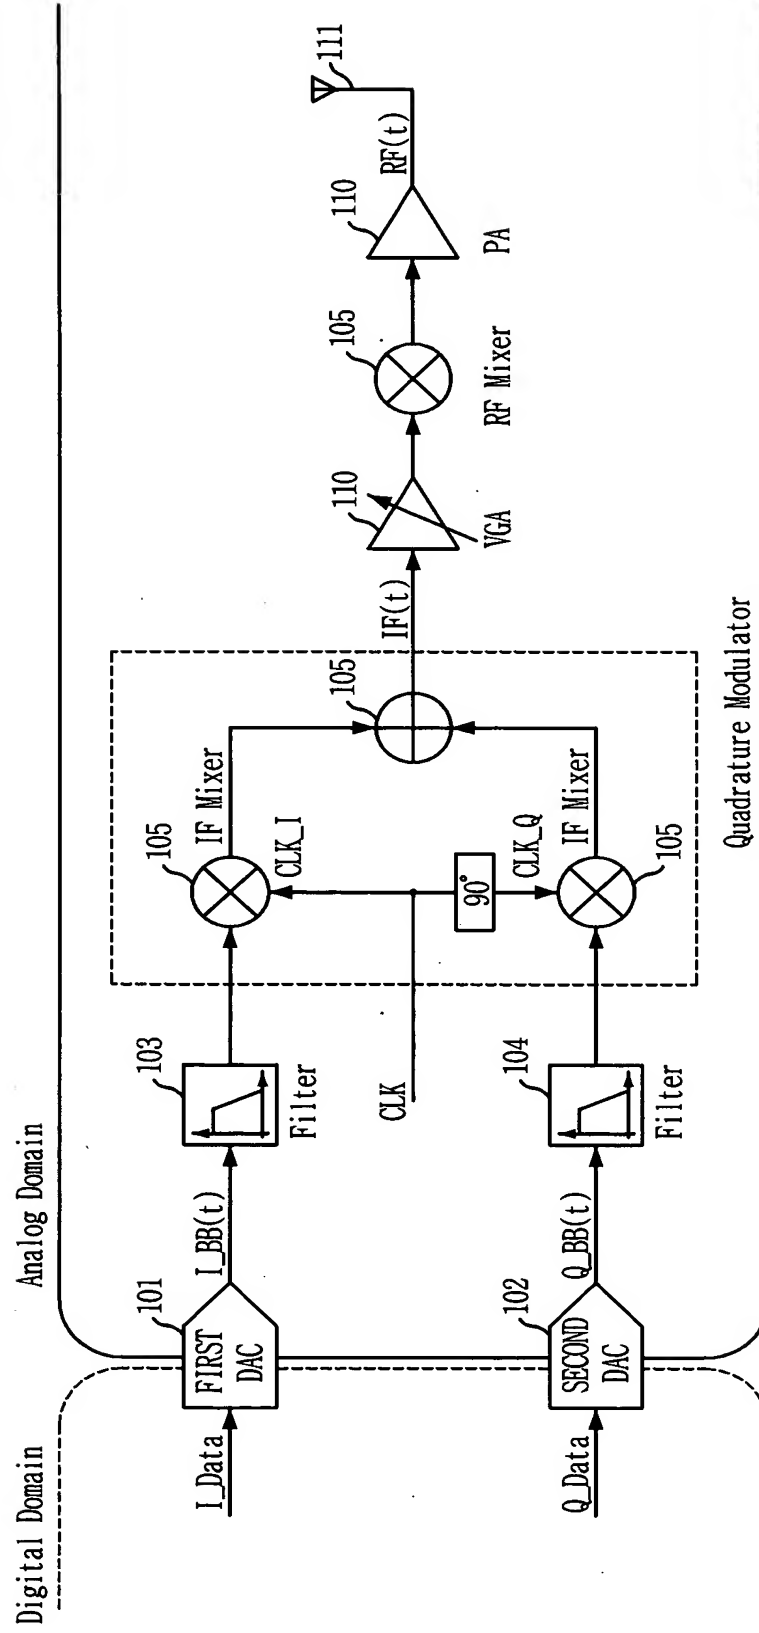 Digital Domain
Analog Domain
I_Data
FIRST
DAC
101
I_BB(t)
103
Filter
105
IF Mixer
CLK_I
CLK
90°
CLK_Q
105
IF(t)
110
VGA
105
RF Mixer
110
PA
RF(t)
111
Q_Data
SECOND
DAC
102
Q_BB(t)
104
Filter
105
IF Mixer
Quadrature Modulator